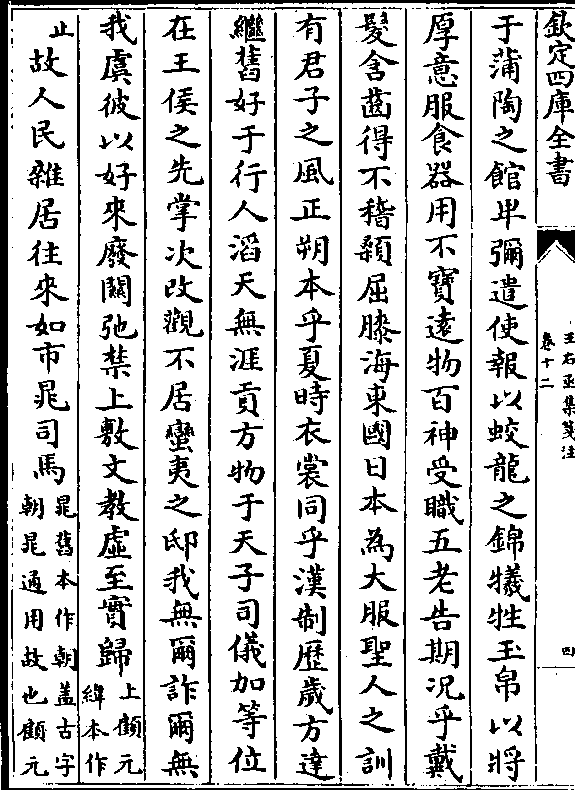 欽定四庫全書
王右丞集箋注
卷十二
四
于蒲陶之館卑彌遣使報以蛟龍之錦犧牲玉帛以將
厚意服食器用不寶遠物百神受職五老告期况乎戴
髮含齒得不稽顙屈膝海東國日本為大服聖人之訓
有君子之風正朔本乎夏時衣裳同乎漢制歴歲方達
繼舊好于行人滔天無涯貢方物于天子司儀加等位
在王侯之先掌次改觀不居蠻夷之邸我無爾詐爾無
我虞彼以好來廢關弛禁上敷文教虚至實歸上顧元緯本作
止故人民雜居往來如市鼂司馬鼂舊本作朝盖古字朝鼂通用故也顧元